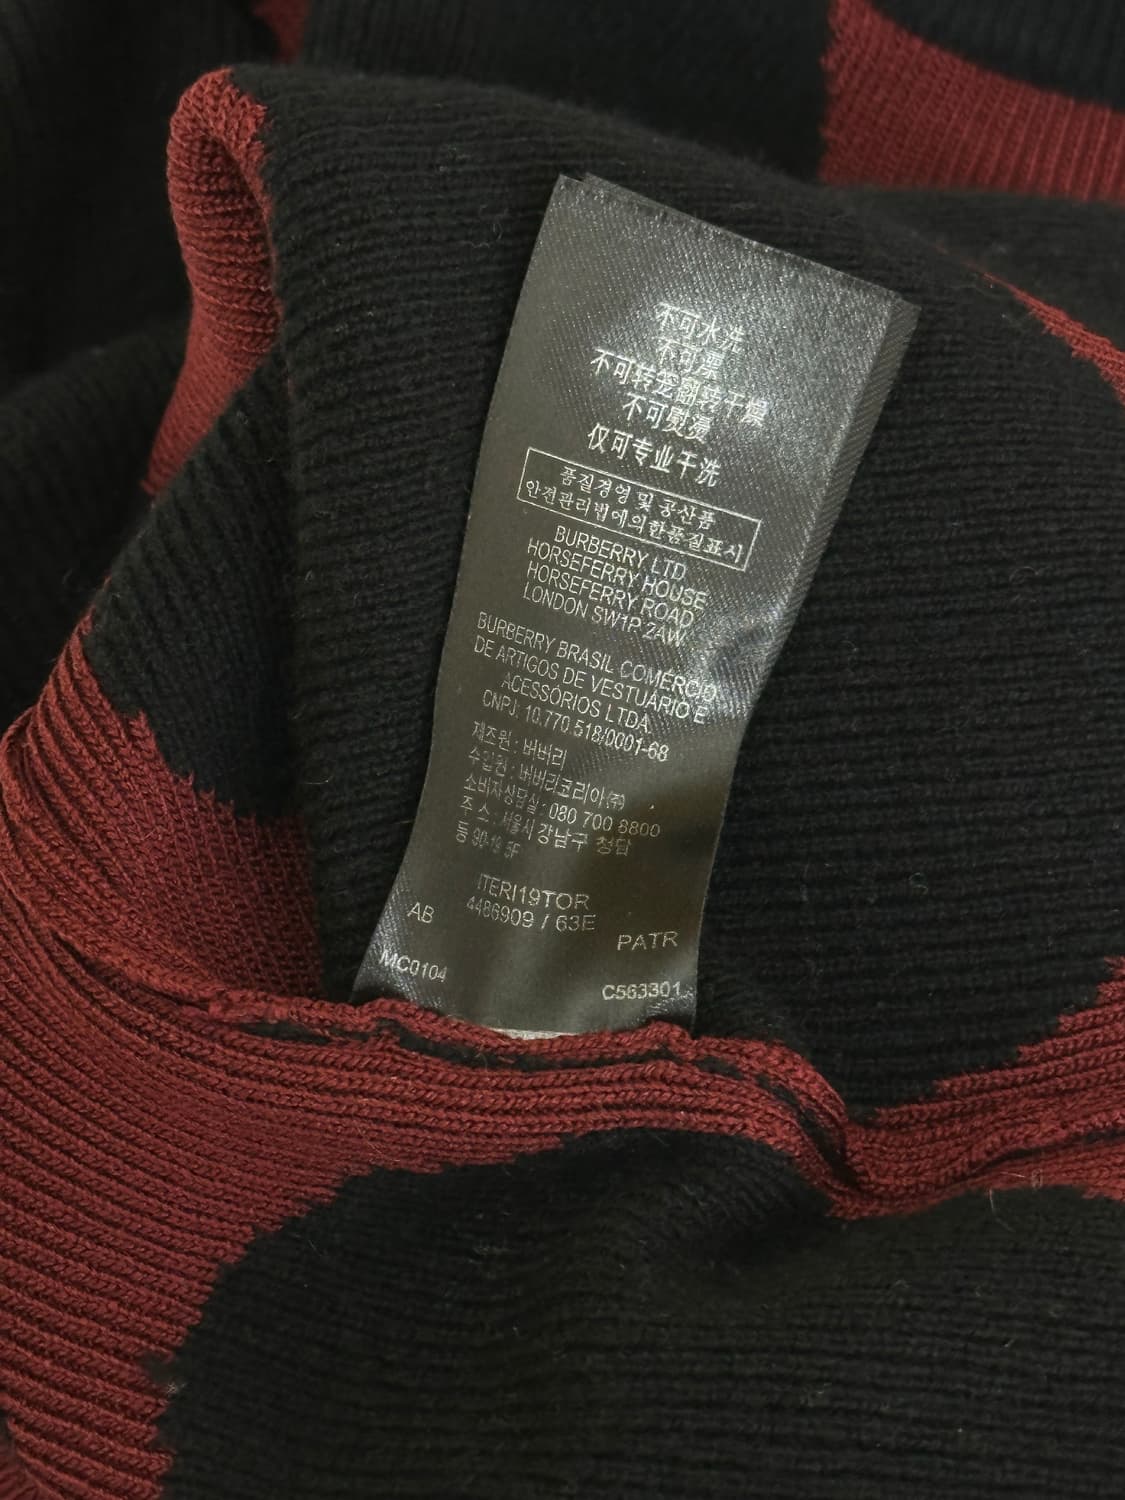 不可水洗
不可漂
不可转笼翻转干燥
不可熨烫
仅可专业干洗
품질경영 및 공산품
안전관리법에의한품질표시
BURBERRY LTD,
HORSEFERRY HOUSE
HORSEFERRY ROAD
LONDON SW1P 2AW,
BURBERRY BRASIL COMERCIO
DE ARTIGOS DE VESTUARIO E
ACESSÓRIOS LTDA,
CNPJ: 10.770.518/0001-68
제조원 : 버버리
수입원 : 버버리코리아(주)
소비자상담실 : 080 700 8800
주 소 : 서울시 강남구 청담
동 90-19 5F
ITERI19TOR
AB 4486909 / 63E
PATR
MC0104
C563301